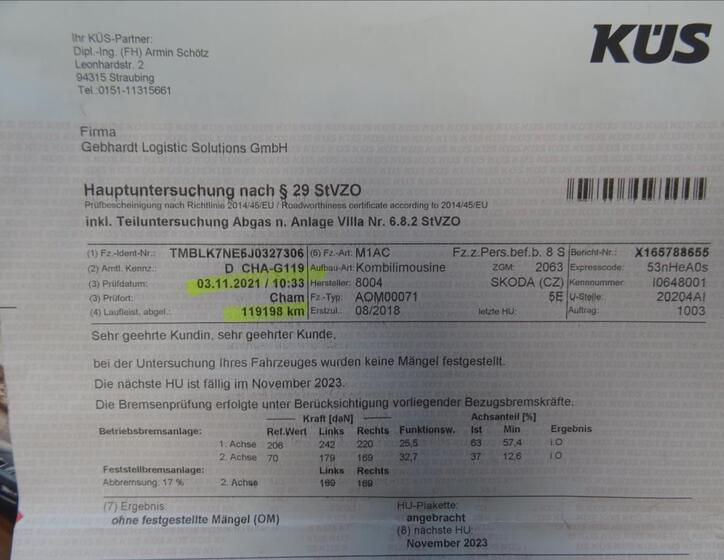 KÜS
Ihr KÜS-Partner:
Dipl.-Ing. (FH) Armin Schötz
Leonhardstr. 2
94315 Straubing
Tel.:0151-11315661
Firma
Gebhardt Logistic Solutions GmbH
Hauptuntersuchung nach § 29 StVZO
Prüfbescheinigung nach Richtlinie 2014/45/EU / Roadworthiness certificate according to 2014/45/EU
inkl. Teiluntersuchung Abgas n. Anlage VIIIa Nr. 6.8.2 StVZO
(1) Fz.-Ident-Nr.: TMBLK7NE5J0327306 (6) Fz.-Art: M1AC Fz.z.Pers.bef.b. 8 S Bericht-Nr.: X165788655
(2) Amtl. Kennz.: D CHA-G119 Aufbau-Art: Kombilimousine ZGM: 2063 Expresscode: 53nHeA0s
(3) Prüfdatum: 03.11.2021 / 10:33 Hersteller: 8004 SKODA (CZ) Kennnummer: I0648001
(3) Prüfort: Cham Fz.-Typ: AOM00071 5E U-Stelle: 20204AI
(4) Laufleist. abgel.: 119198 km Erstzul.: 08/2018 letzte HU: Auftrag: 1003
Sehr geehrte Kundin, sehr geehrter Kunde,
bei der Untersuchung Ihres Fahrzeuges wurden keine Mängel festgestellt.
Die nächste HU ist fällig im November 2023.
Die Bremsenprüfung erfolgte unter Berücksichtigung vorliegender Bezugsbremskräfte.
Kraft [daN] Achsanteil [%]
Betriebsbremsanlage: Ref.Wert Links Rechts Funktionsw. Ist Min Ergebnis
1. Achse 206 242 220 25,5 63 57,4 i.O
2. Achse 70 179 169 32,7 37 12,6 i.O
Feststellbremsanlage: Links Rechts
Abbremsung: 17 % 2. Achse 189 169
(7) Ergebnis: HU-Plakette:
ohne festgestellte Mängel (OM) angebracht
(8) nächste HU:
November 2023